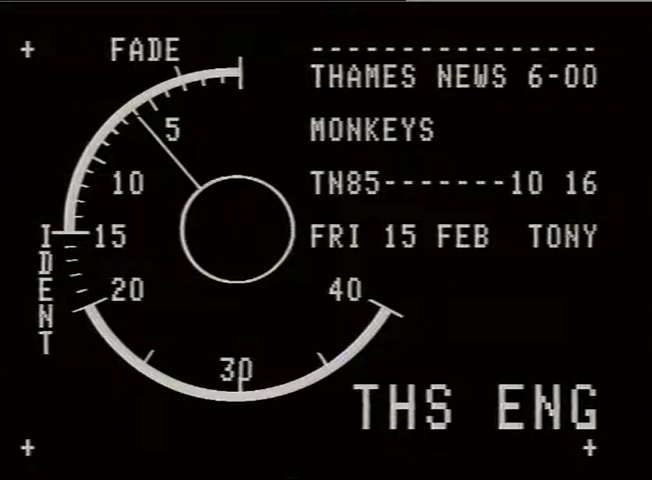 FADE
5
10
15
20
30
40
IDENT
----------------
THAMES NEWS 6-00
MONKEYS
TN85-------10 16
FRI 15 FEB TONY
THS ENG